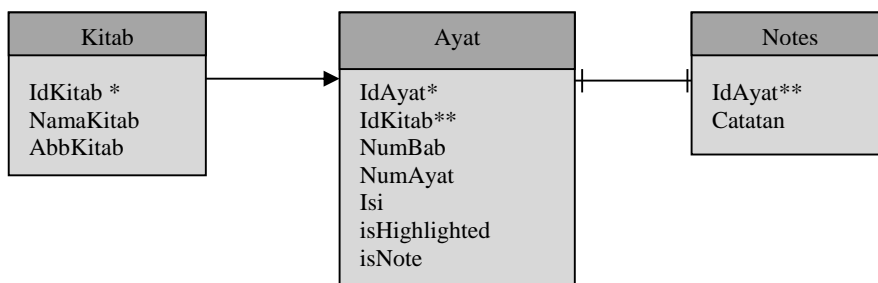 Kitab
IdKitab *
NamaKitab
AbbKitab
Ayat
IdAyat*
IdKitab**
NumBab
NumAyat
Isi
isHighlighted
isNote
Notes
IdAyat**
Catatan